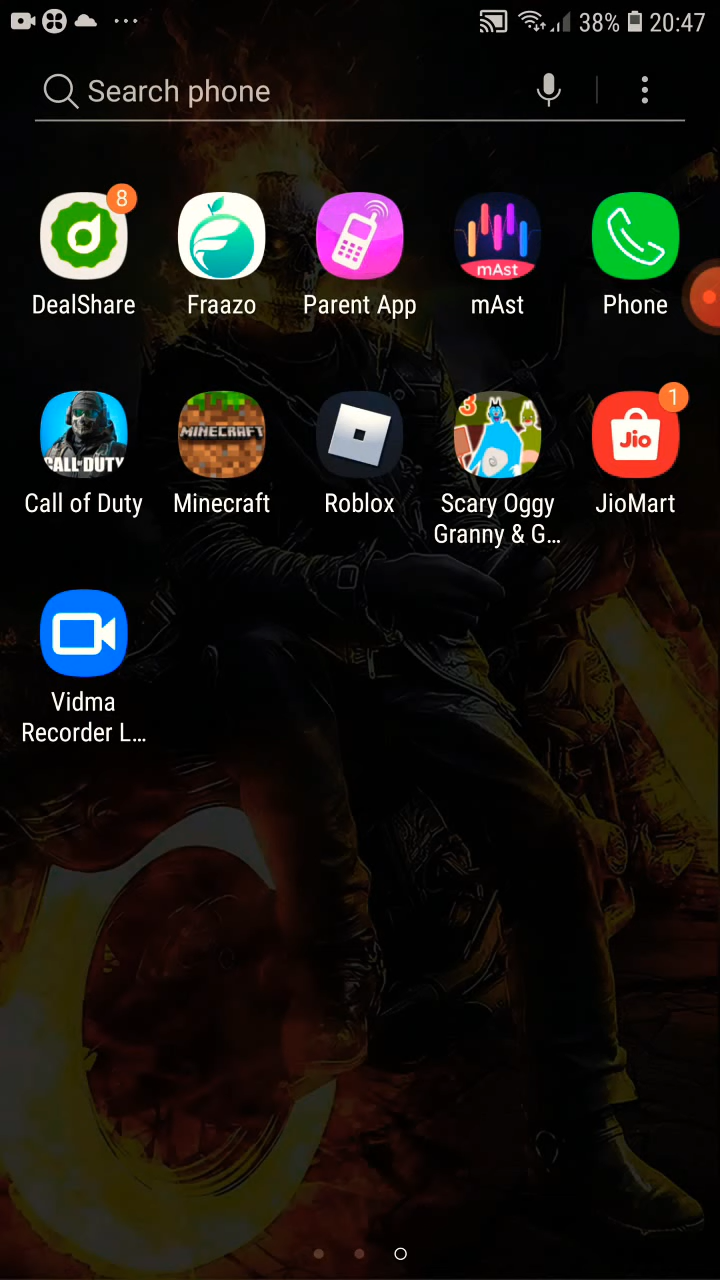 38% 20:47
Search phone
8
DealShare
Fraazo
Parent App
mAst
mAst
Phone
CALL OF DUTY
MINECRAFT
3
1
Jio
Call of Duty
Minecraft
Roblox
Scary Oggy
Granny & G...
JioMart
Vidma
Recorder L...